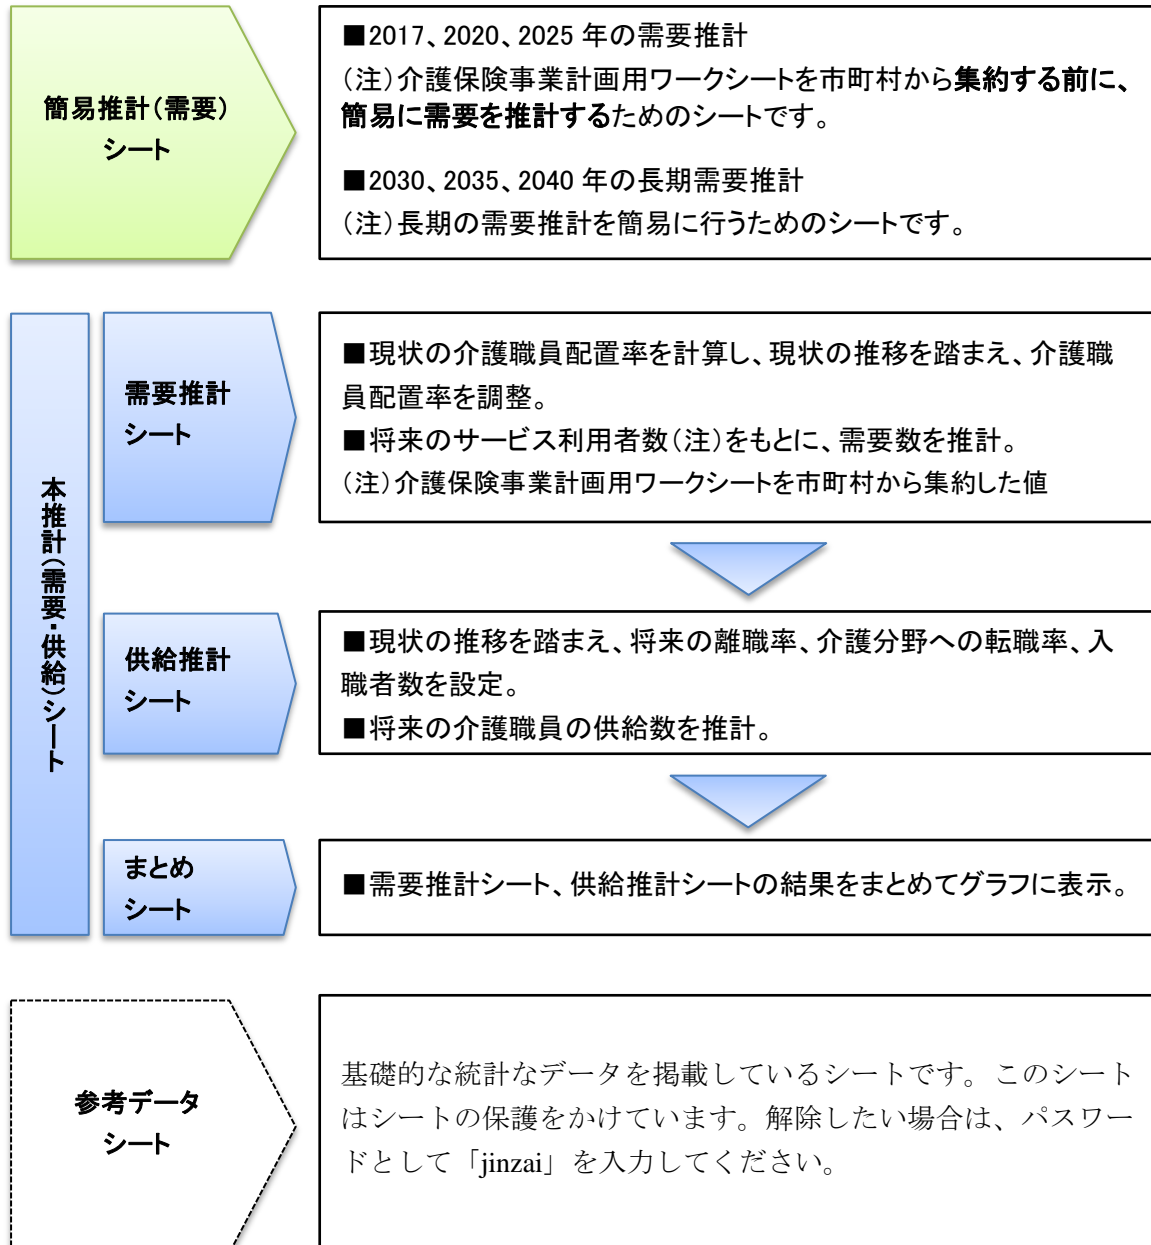 簡易推計（需要）
シート
■2017、2020、2025 年の需要推計
（注）介護保険事業計画用ワークシートを市町村から集約する前に、
簡易に需要を推計するためのシートです。
■2030、2035、2040 年の長期需要推計
（注）長期の需要推計を簡易に行うためのシートです。
本推計（需要・供給）シート
需要推計
シート
■現状の介護職員配置率を計算し、現状の推移を踏まえ、介護職
員配置率を調整。
■将来のサービス利用者数（注）をもとに、需要数を推計。
（注）介護保険事業計画用ワークシートを市町村から集約した値
供給推計
シート
■現状の推移を踏まえ、将来の離職率、介護分野への転職率、入
職者数を設定。
■将来の介護職員の供給数を推計。
まとめ
シート
■需要推計シート、供給推計シートの結果をまとめてグラフに表示。
参考データ
シート
基礎的な統計なデータを掲載しているシートです。このシート
はシートの保護をかけています。解除したい場合は、パスワー
ドとして「jinzai」を入力してください。